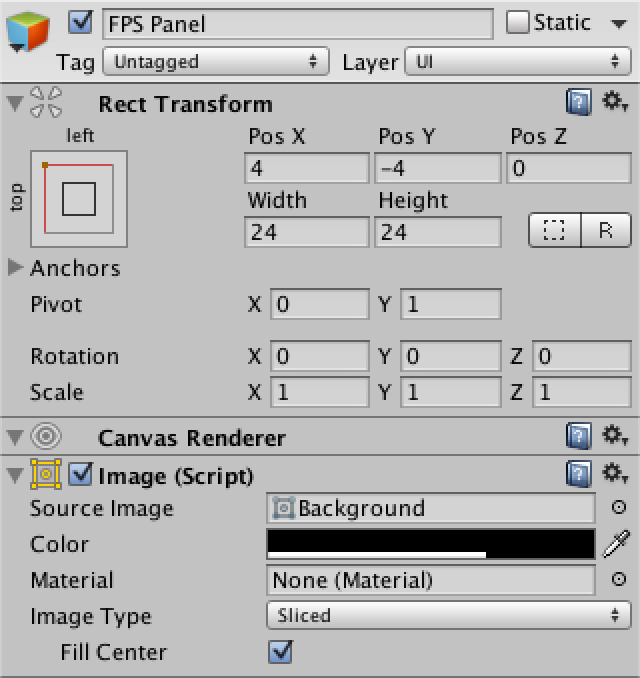 FPS Panel Static
Tag Untagged Layer UI
Rect Transform
left Pos X Pos Y Pos Z
top 4 −4 0
Width Height
24 24 R
Anchors
Pivot X 0 Y 1
Rotation X 0 Y 0 Z 0
Scale X 1 Y 1 Z 1
Canvas Renderer
Image (Script)
Source Image Background
Color
Material None (Material)
Image Type Sliced
Fill Center